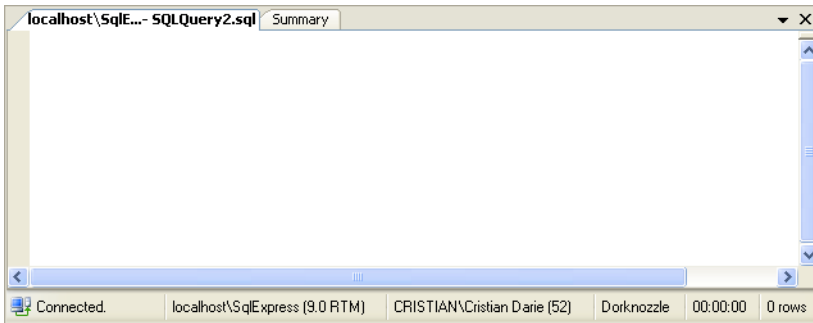 localhost\SqlE...- SQLQuery2.sql Summary
Connected. localhost\SqlExpress (9.0 RTM) CRISTIAN\Cristian Darie (52) Dorknozzle 00:00:00 0 rows